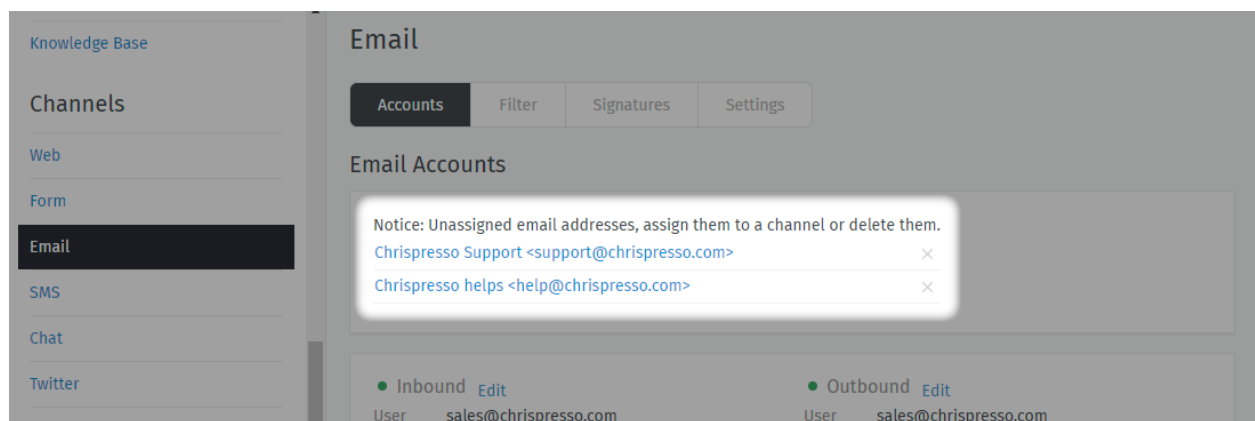 Knowledge Base
Channels
Web
Form
Email
SMS
Chat
Twitter
Email
Accounts Filter Signatures Settings
Email Accounts
Notice: Unassigned email addresses, assign them to a channel or delete them.
Chrispresso Support <support@chrispresso.com> ×
Chrispresso helps <help@chrispresso.com> ×
Inbound Edit
User sales@chrispresso.com
Outbound Edit
User sales@chrispresso.com